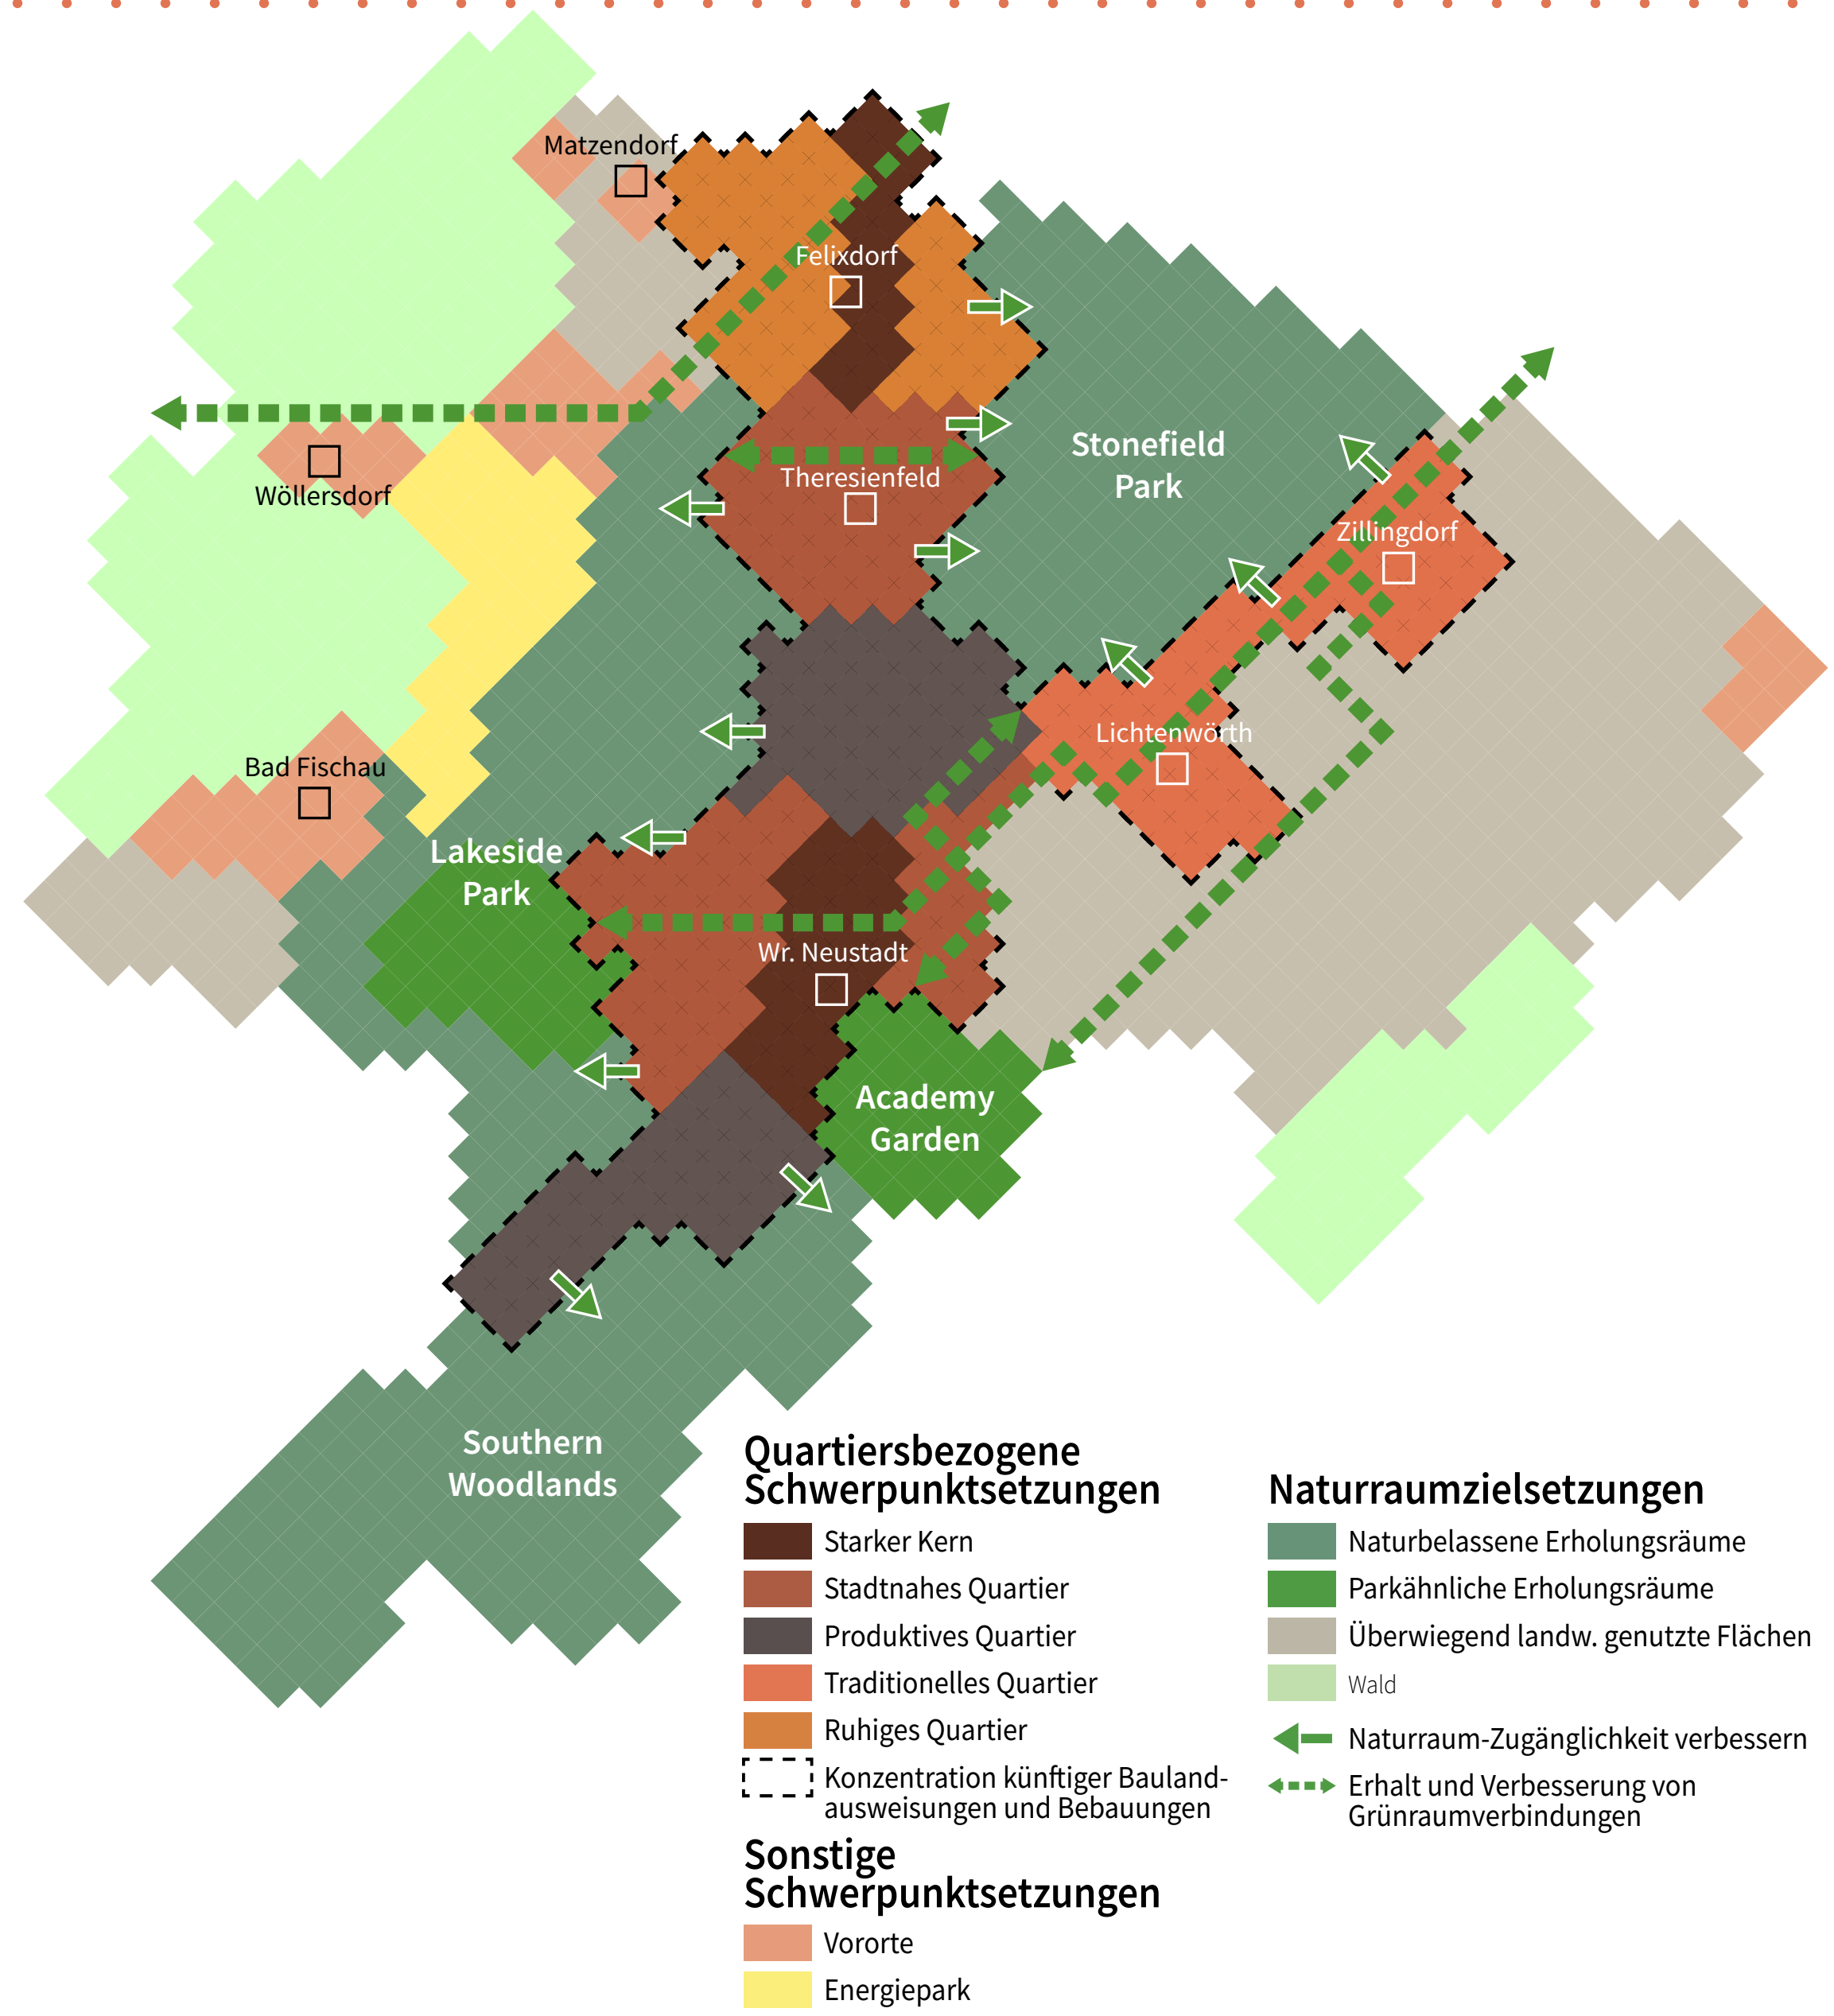 Matzendorf
Felixdorf
Stonefield
Park
Theresienfeld
Wöllersdorf
Zillingdorf
Lichtenwörth
Bad Fischau
Lakeside
Park
Wr. Neustadt
Academy
Garden
Southern
Woodlands
Quartiersbezogene
Schwerpunktsetzungen
Starker Kern
Stadtnahes Quartier
Produktives Quartier
Traditionelles Quartier
Ruhiges Quartier
Konzentration künftiger Bauland-
ausweisungen und Bebauungen
Sonstige
Schwerpunktsetzungen
Vororte
Energiepark
Naturraumzielsetzungen
Naturbelassene Erholungsräume
Parkähnliche Erholungsräume
Überwiegend landw. genutzte Flächen
Wald
Naturraum-Zugänglichkeit verbessern
Erhalt und Verbesserung von
Grünraumverbindungen